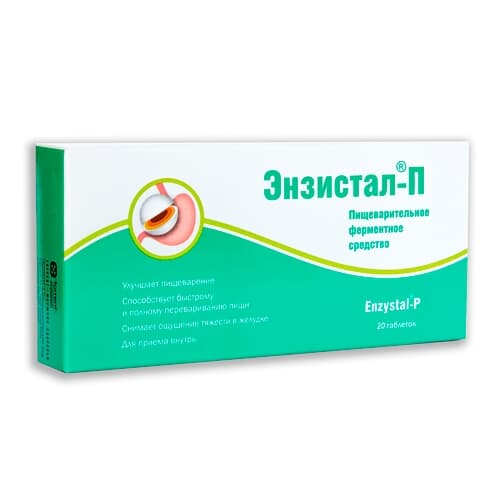 Энзистал®-П
Пищеварительное
ферментное
средство
Улучшает пищеварение
Способствует быстрому
и полному перевариванию пищи
Снимает ощущение тяжести в желудке
Для приема внутрь
Enzystal-P
20 таблеток